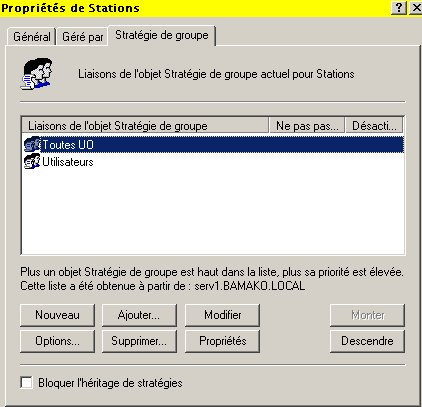 Propriétés de Stations
Général Géré par Stratégie de groupe
Liaisons de l'objet Stratégie de groupe actuel pour Stations
Liaisons de l'objet Stratégie de groupe Ne pas pas... Désacti...
Toutes UO
Utilisateurs
Plus un objet Stratégie de groupe est haut dans la liste, plus sa priorité est élevée.
Cette liste a été obtenue à partir de : serv1.BAMAKO.LOCAL
Nouveau Ajouter... Modifier Monter
Options... Supprimer... Propriétés Descendre
Bloquer l'héritage de stratégies